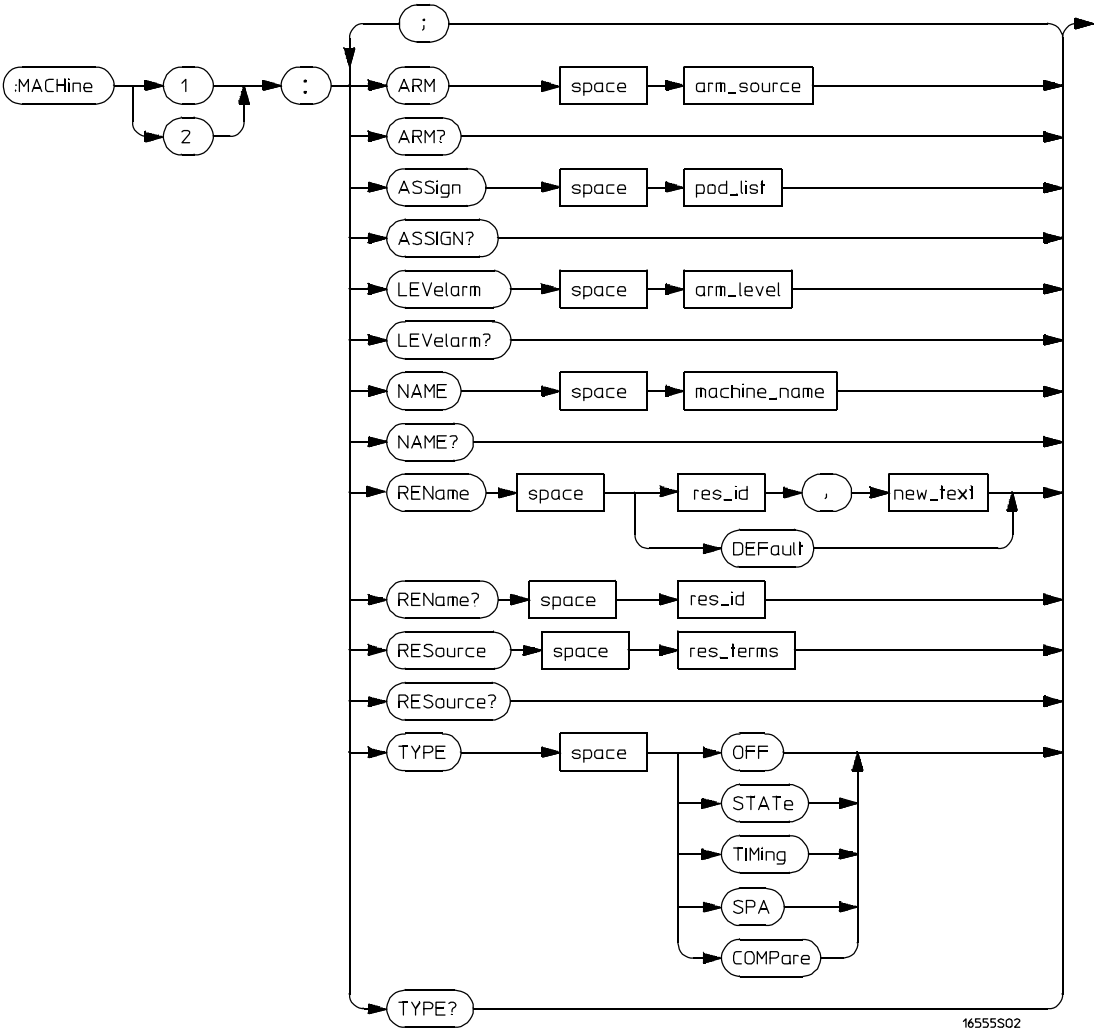 ;
:MACHine 1 : ARM space arm_source
2 ARM?
ASSign space pod_list
ASSIGN?
LEVelarm space arm_level
LEVelarm?
NAME space machine_name
NAME?
REName space res_id , new_text
DEFault
REName? space res_id
RESource space res_terms
RESource?
TYPE space OFF
STATe
TIMing
SPA
COMPare
TYPE?
16555S02